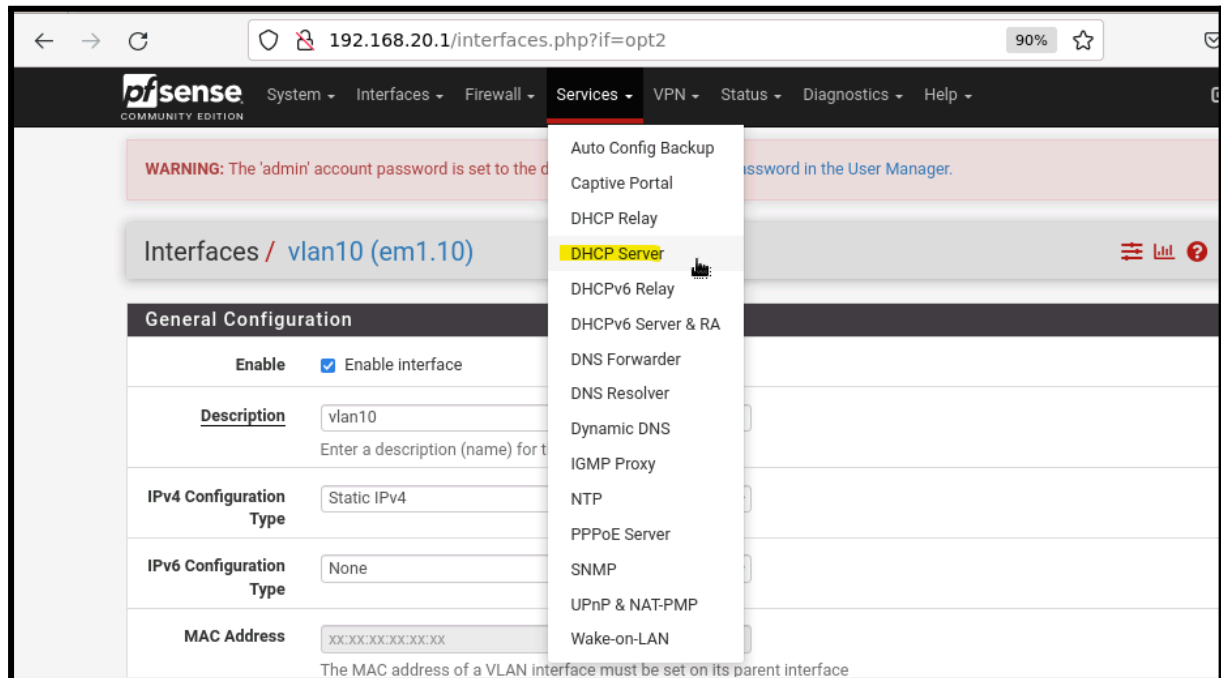 192.168.20.1/interfaces.php?if=opt2 90%
pfsense System Interfaces Firewall Services VPN Status Diagnostics Help
COMMUNITY EDITION
Auto Config Backup
WARNING: The 'admin' account password is set to the d assword in the User Manager.
Captive Portal
DHCP Relay
Interfaces / vlan10 (em1.10)
DHCP Server
DHCPv6 Relay
General Configuration
DHCPv6 Server & RA
DNS Forwarder
Enable Enable interface
DNS Resolver
Description vlan10
Dynamic DNS
Enter a description (name) for t
IGMP Proxy
IPv4 Configuration
Type
Static IPv4
NTP
PPPoE Server
IPv6 Configuration
Type
None
SNMP
UPnP & NAT-PMP
MAC Address xx:xx:xx:xx:xx:xx
Wake-on-LAN
The MAC address of a VLAN interface must be set on its parent interface